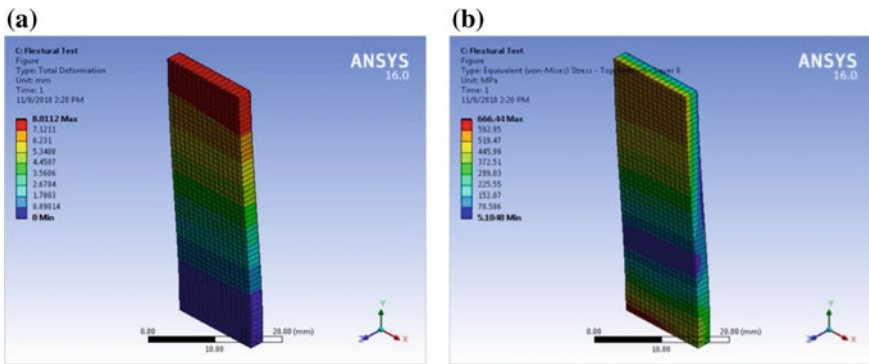 (a)
C: Flextural Test
Figure
Type: Total Deformation
Unit: mm
Time: 1
11/8/2018 2:20 PM
8.0112 Max
7.1211
6.231
5.3408
4.4507
3.5606
2.6704
1.7803
0.89014
0 Min
ANSYS
16.0
0.00
20.00 (mm)
10.00
Y
Z
X
(b)
C: Flextural Test
Figure
Type: Equivalent (von-Mises) Stress - Top
Unit: MPa
Time: 1
11/8/2018 2:20 PM
666.44 Max
592.95
519.47
445.99
372.51
299.03
225.55
152.07
78.586
5.1040 Min
ANSYS
16.0
0.00
20.00 (mm)
10.00
Y
Z
X